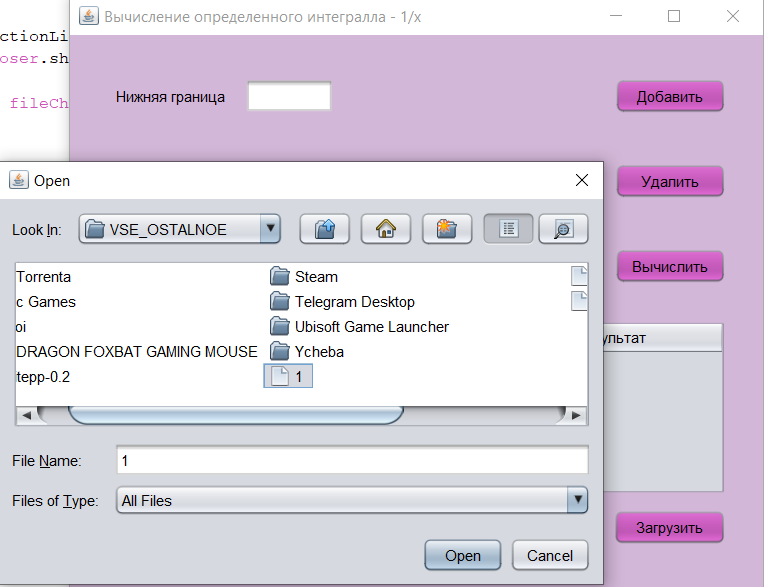 Вычисление определенного интегралла - 1/x
ctionLi
oser.sh
fileCh
Нижняя граница
Добавить
Удалить
Вычислить
ультат
Загрузить
Open
Look In:
VSE_OSTALNOE
Torrenta
Steam
c Games
Telegram Desktop
oi
Ubisoft Game Launcher
DRAGON FOXBAT GAMING MOUSE
Ycheba
tepp-0.2
1
File Name:
1
Files of Type:
All Files
Open
Cancel